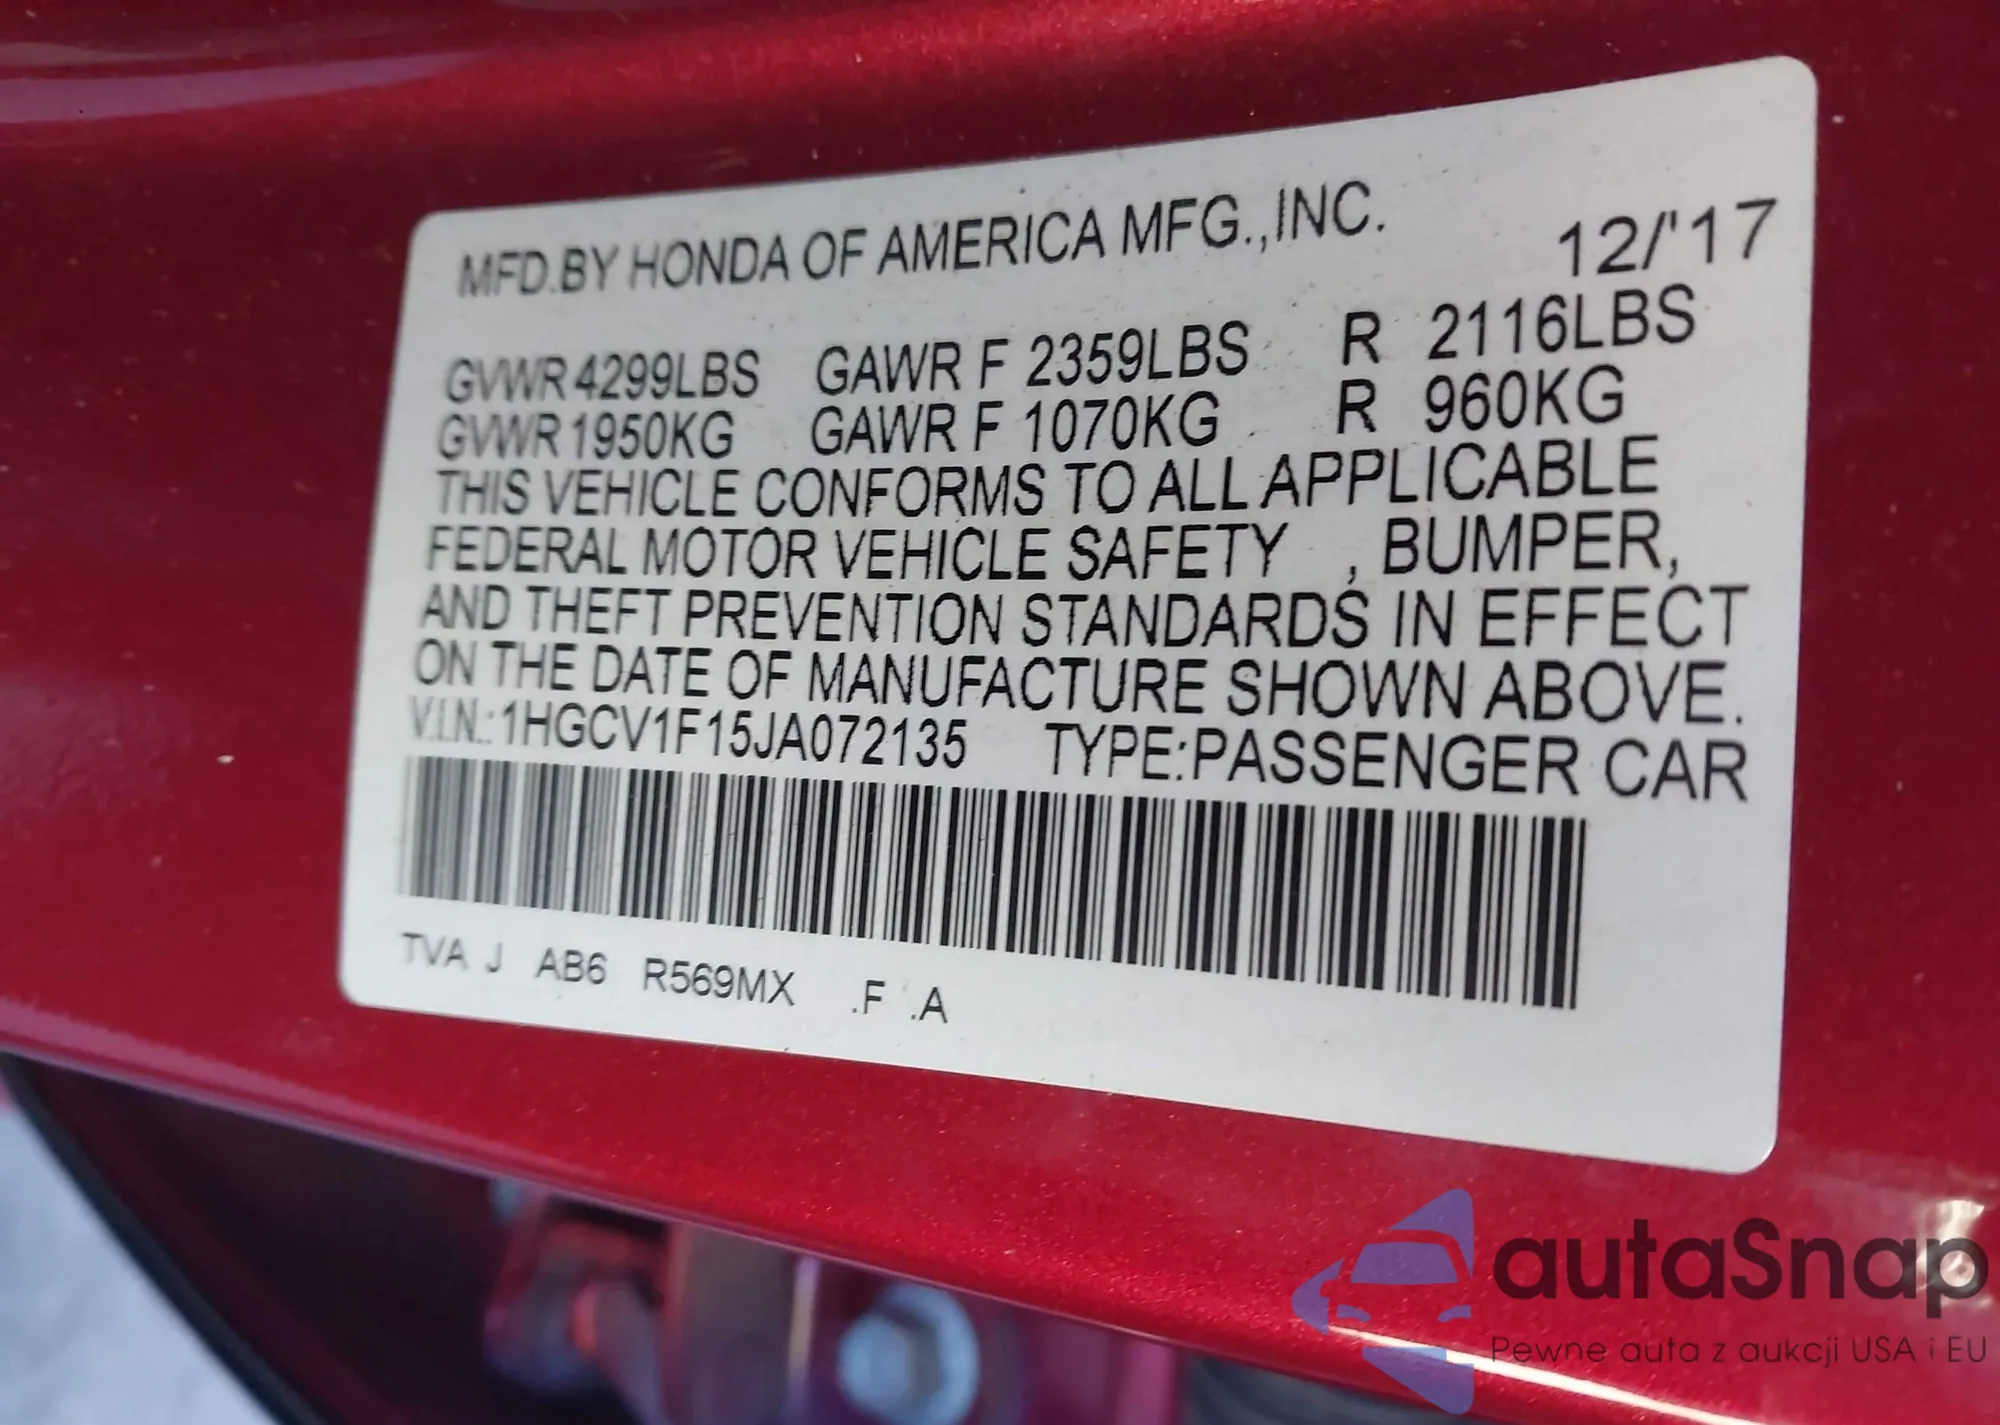 MFD.BY HONDA OF AMERICA MFG.,INC. 12/'17
GVWR 4299LBS GAWR F 2359LBS R 2116LBS
GVWR 1950KG GAWR F 1070KG R 960KG
THIS VEHICLE CONFORMS TO ALL APPLICABLE
FEDERAL MOTOR VEHICLE SAFETY , BUMPER,
AND THEFT PREVENTION STANDARDS IN EFFECT
ON THE DATE OF MANUFACTURE SHOWN ABOVE.
V.I.N.: 1HGCV1F15JA072135 TYPE:PASSENGER CAR
TVA J AB6 R569MX .F .A
autaSnap
Pewne auta z aukcji USA i EU